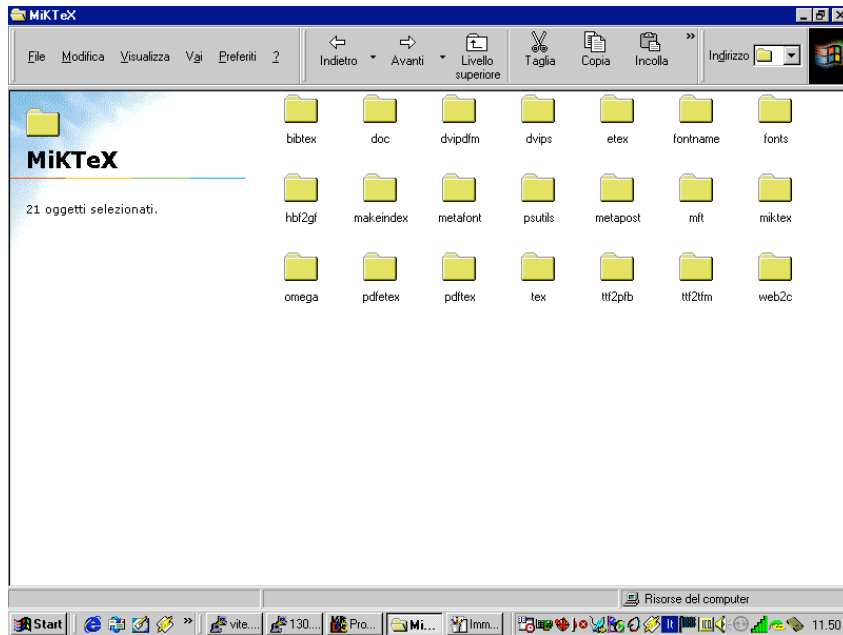 MiKTeX
File Modifica Visualizza Vai Preferiti ?
Indietro Avanti Livello superiore Taglia Copia Incolla » Indirizzo
MiKTeX
21 oggetti selezionati.
bibtex doc dvipdfm dvips etex fontname fonts
hbf2gf makeindex metafont psutils metapost mft miktex
omega pdfetex pdftex tex ttf2pfb ttf2tfm web2c
Risorse del computer
Start » vite.... 130.... Pro... Mi... Imm... It 11.50